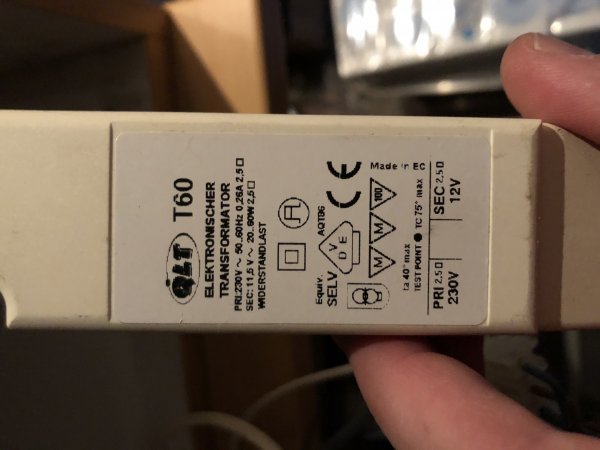 QLT T60
ELEKTRONISCHER
TRANSFORMATOR
PRI.230V ~ 50..60Hz 0,26A 2,5□
SEC: 11,5 V ~ 20..60W 2,5□
WIDERSTANDLAST
Equiv.
SELV
AQT06
V
D E
M M 100
Made in EC
ta 40° max
TEST POINT ● TC 75° max
PRI 2,5□
230V
SEC 2,5□
12V